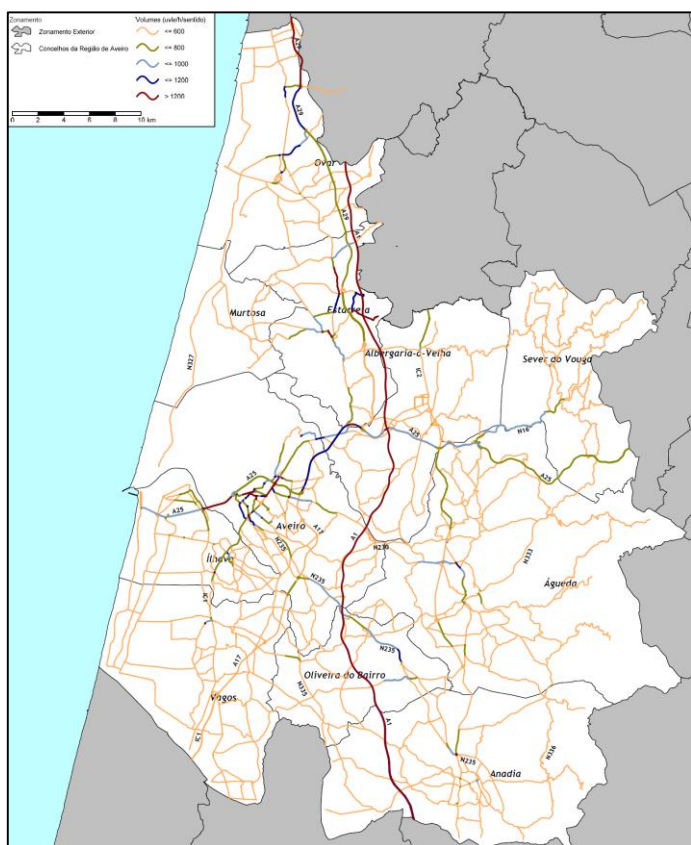 Zonamento
Zonamento Exterior
Concelhos da Região de Aveiro
Volumes (uvle/h/sentido)
<= 600
<= 800
<= 1000
<= 1200
> 1200
0 2 4 6 8 10 km
A29
A29
Ovar
A29
A1
Murtosa
Estarreja
N327
Albergaria-a-Velha
IC2
Sever do Vouga
N16
A25
A25
A25
A25
Aveiro
A17
A1
N235
N230
N333
Ílhavo
N235
Águeda
IC1
A17
N235
Oliveira do Bairro
N335
Vagos
A1
IC1
N235
Anadia
N336